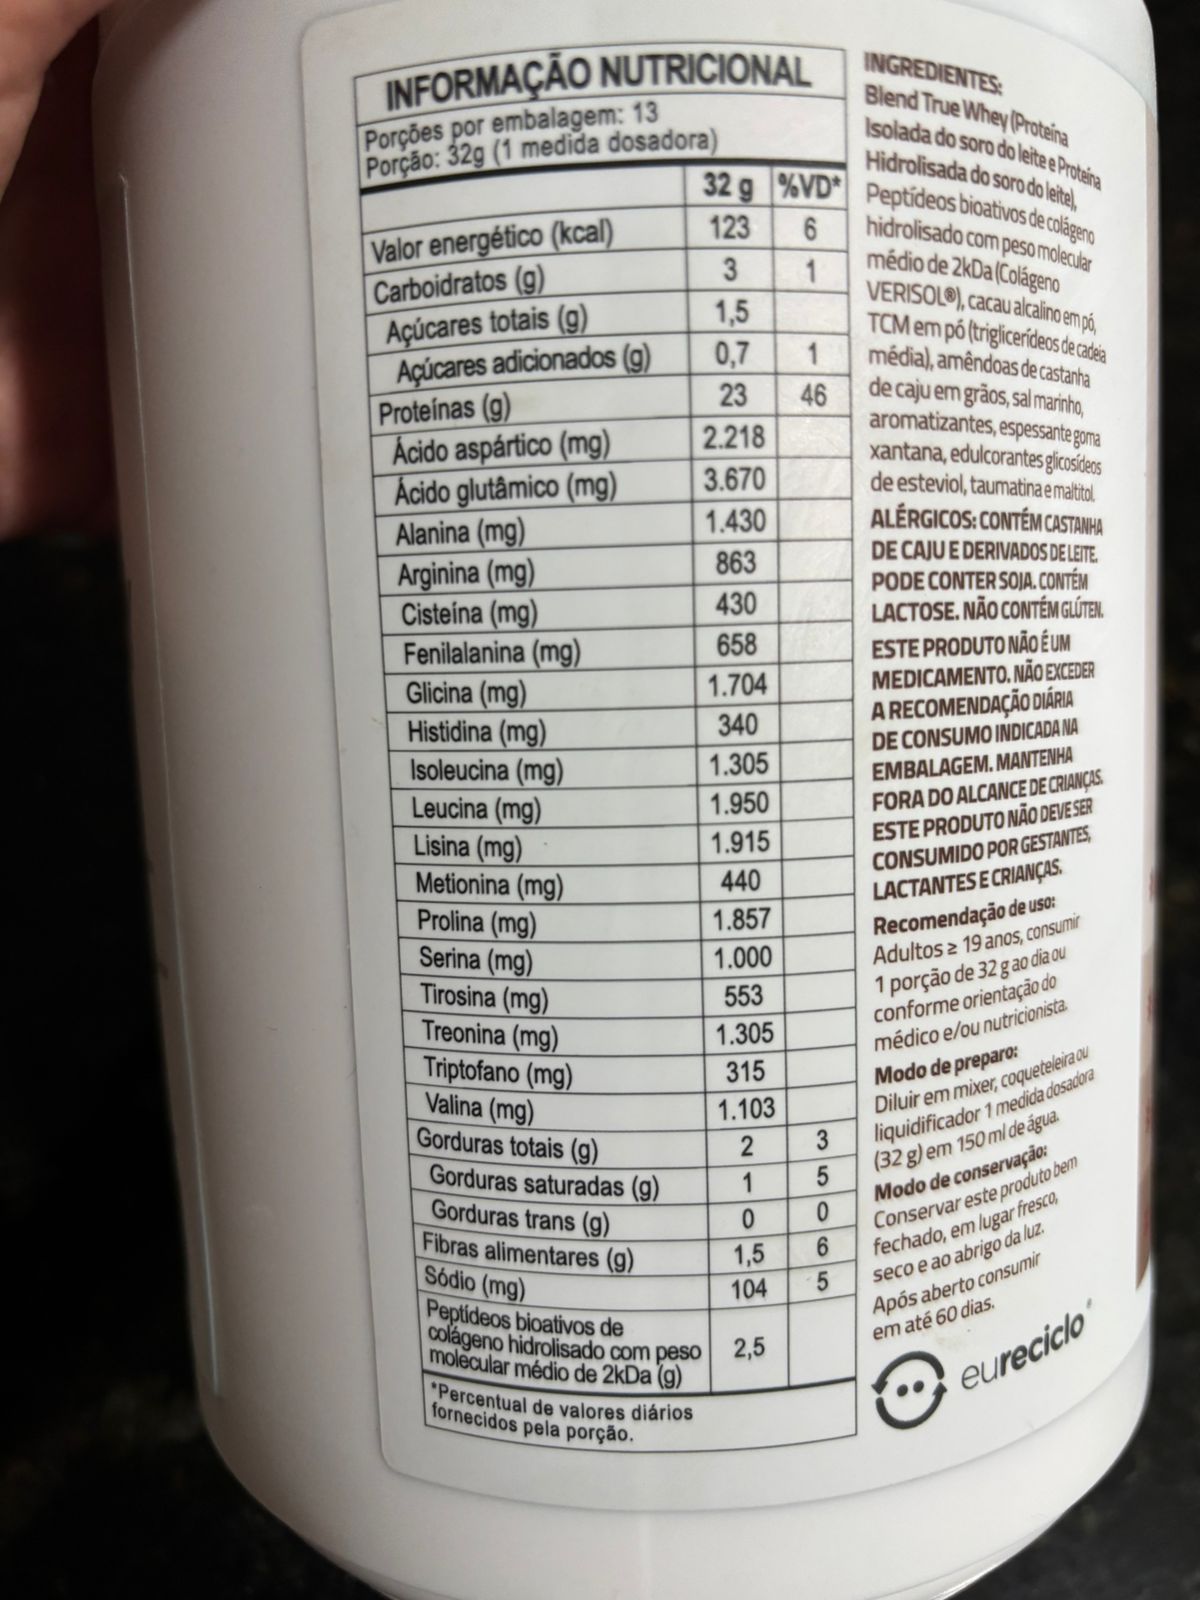 INFORMAÇÃO NUTRICIONAL
Porções por embalagem: 13
Porção: 32g (1 medida dosadora)
32 g %VD*
Valor energético (kcal) 123 6
Carboidratos (g) 3 1
Açúcares totais (g) 1,5
Açúcares adicionados (g) 0,7 1
Proteínas (g) 23 46
Ácido aspártico (mg) 2.218
Ácido glutâmico (mg) 3.670
Alanina (mg) 1.430
Arginina (mg) 863
Cisteína (mg) 430
Fenilalanina (mg) 658
Glicina (mg) 1.704
Histidina (mg) 340
Isoleucina (mg) 1.305
Leucina (mg) 1.950
Lisina (mg) 1.915
Metionina (mg) 440
Prolina (mg) 1.857
Serina (mg) 1.000
Tirosina (mg) 553
Treonina (mg) 1.305
Triptofano (mg) 315
Valina (mg) 1.103
Gorduras totais (g) 2 3
Gorduras saturadas (g) 1 5
Gorduras trans (g) 0 0
Fibras alimentares (g) 1,5 6
Sódio (mg) 104 5
Peptídeos bioativos de
colágeno hidrolisado com peso
molecular médio de 2kDa (g) 2,5
*Percentual de valores diários
fornecidos pela porção.
INGREDIENTES:
Blend True Whey (Proteína
Isolada do soro do leite e Proteína
Hidrolisada do soro do leite),
Peptídeos bioativos de colágeno
hidrolisado com peso molecular
médio de 2kDa (Colágeno
VERISOL®), cacau alcalino em pó,
TCM em pó (triglicerídeos de cadeia
média), amêndoas de castanha
de caju em grãos, sal marinho,
aromatizantes, espessante goma
xantana, edulcorantes glicosídeos
de esteviol, taumatina e maltitol.
ALÉRGICOS: CONTÉM CASTANHA
DE CAJU E DERIVADOS DE LEITE.
PODE CONTER SOJA. CONTÉM
LACTOSE. NÃO CONTÉM GLÚTEN.
ESTE PRODUTO NÃO É UM
MEDICAMENTO. NÃO EXCEDER
A RECOMENDAÇÃO DIÁRIA
DE CONSUMO INDICADA NA
EMBALAGEM. MANTENHA
FORA DO ALCANCE DE CRIANÇAS.
ESTE PRODUTO NÃO DEVE SER
CONSUMIDO POR GESTANTES,
LACTANTES E CRIANÇAS.
Recomendação de uso:
Adultos ≥ 19 anos, consumir
1 porção de 32 g ao dia ou
conforme orientação do
médico e/ou nutricionista.
Modo de preparo:
Diluir em mixer, coqueteleira ou
liquidificador 1 medida dosadora
(32 g) em 150 ml de água.
Modo de conservação:
Conservar este produto bem
fechado, em lugar fresco,
seco e ao abrigo da luz.
Após aberto consumir
em até 60 dias.
eureciclo®